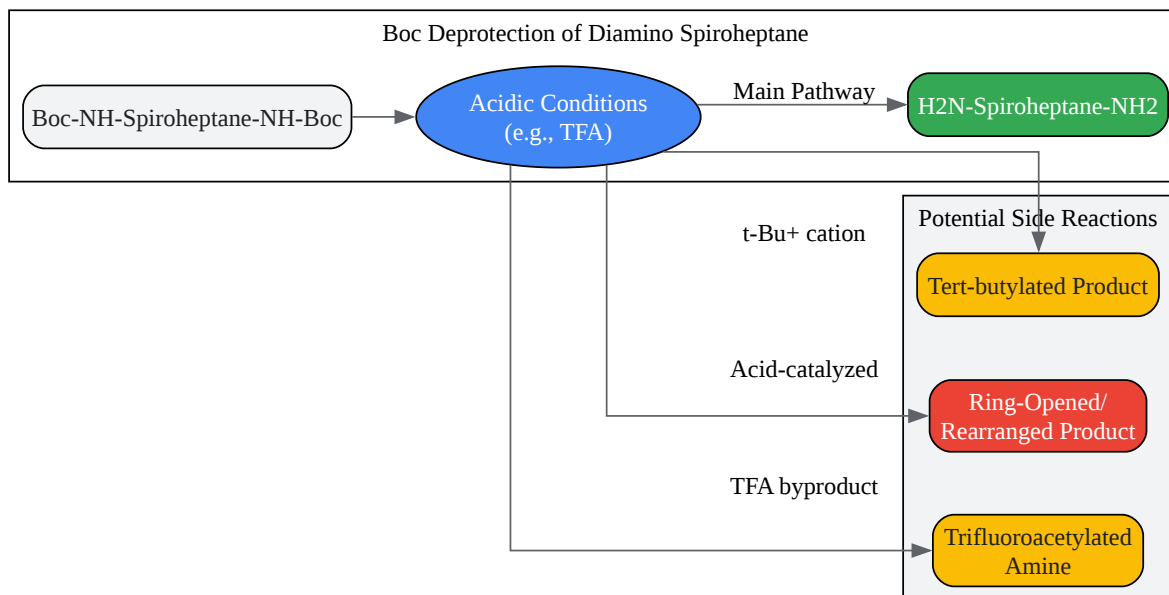 Boc Deprotection of Diamino Spiroheptane
Boc-NH-Spiroheptane-NH-Boc
Acidic Conditions
(e.g., TFA)
Main Pathway
H2N-Spiroheptane-NH2
Potential Side Reactions
t-Bu+ cation
Tert-butylated Product
Acid-catalyzed
Ring-Opened/
Rearranged Product
TFA byproduct
Trifluoroacetylated
Amine